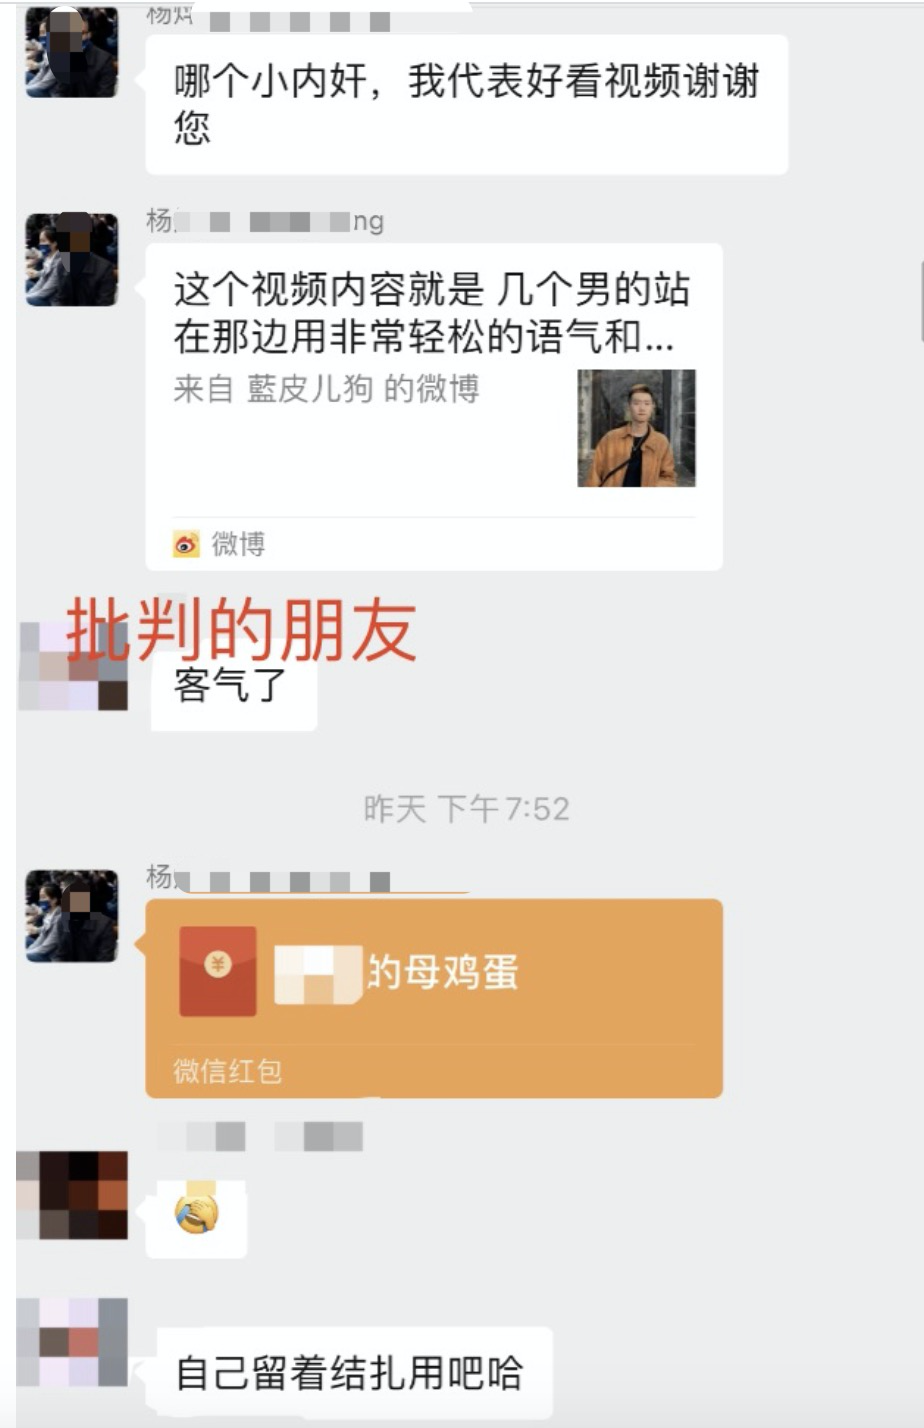 杨
哪个小内奸，我代表好看视频谢谢
您
杨 ng
这个视频内容就是 几个男的站
在那边用非常轻松的语气和...
来自 藍皮儿狗 的微博
微博
批判的朋友
客气了
昨天 下午7:52
杨
的母鸡蛋
微信红包
自己留着结扎用吧哈